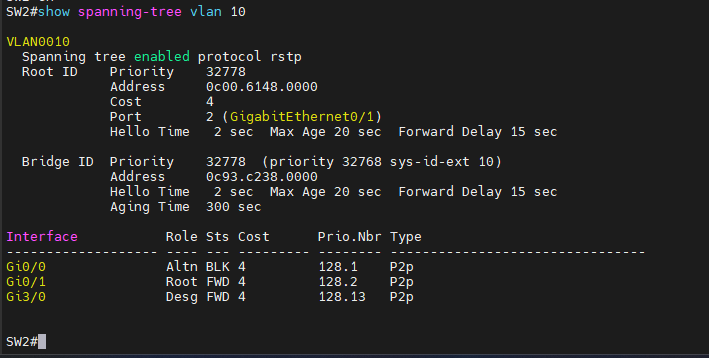 SW2#show spanning-tree vlan 10
VLAN0010
Spanning tree enabled protocol rstp
Root ID Priority 32778
Address 0c00.6148.0000
Cost 4
Port 2 (GigabitEthernet0/1)
Hello Time 2 sec Max Age 20 sec Forward Delay 15 sec
Bridge ID Priority 32778 (priority 32768 sys-id-ext 10)
Address 0c93.c238.0000
Hello Time 2 sec Max Age 20 sec Forward Delay 15 sec
Aging Time 300 sec
Interface Role Sts Cost Prio.Nbr Type
------------------- ---- --- --------- -------- --------------------------------
Gi0/0 Altn BLK 4 128.1 P2p
Gi0/1 Root FWD 4 128.2 P2p
Gi3/0 Desg FWD 4 128.13 P2p
SW2#